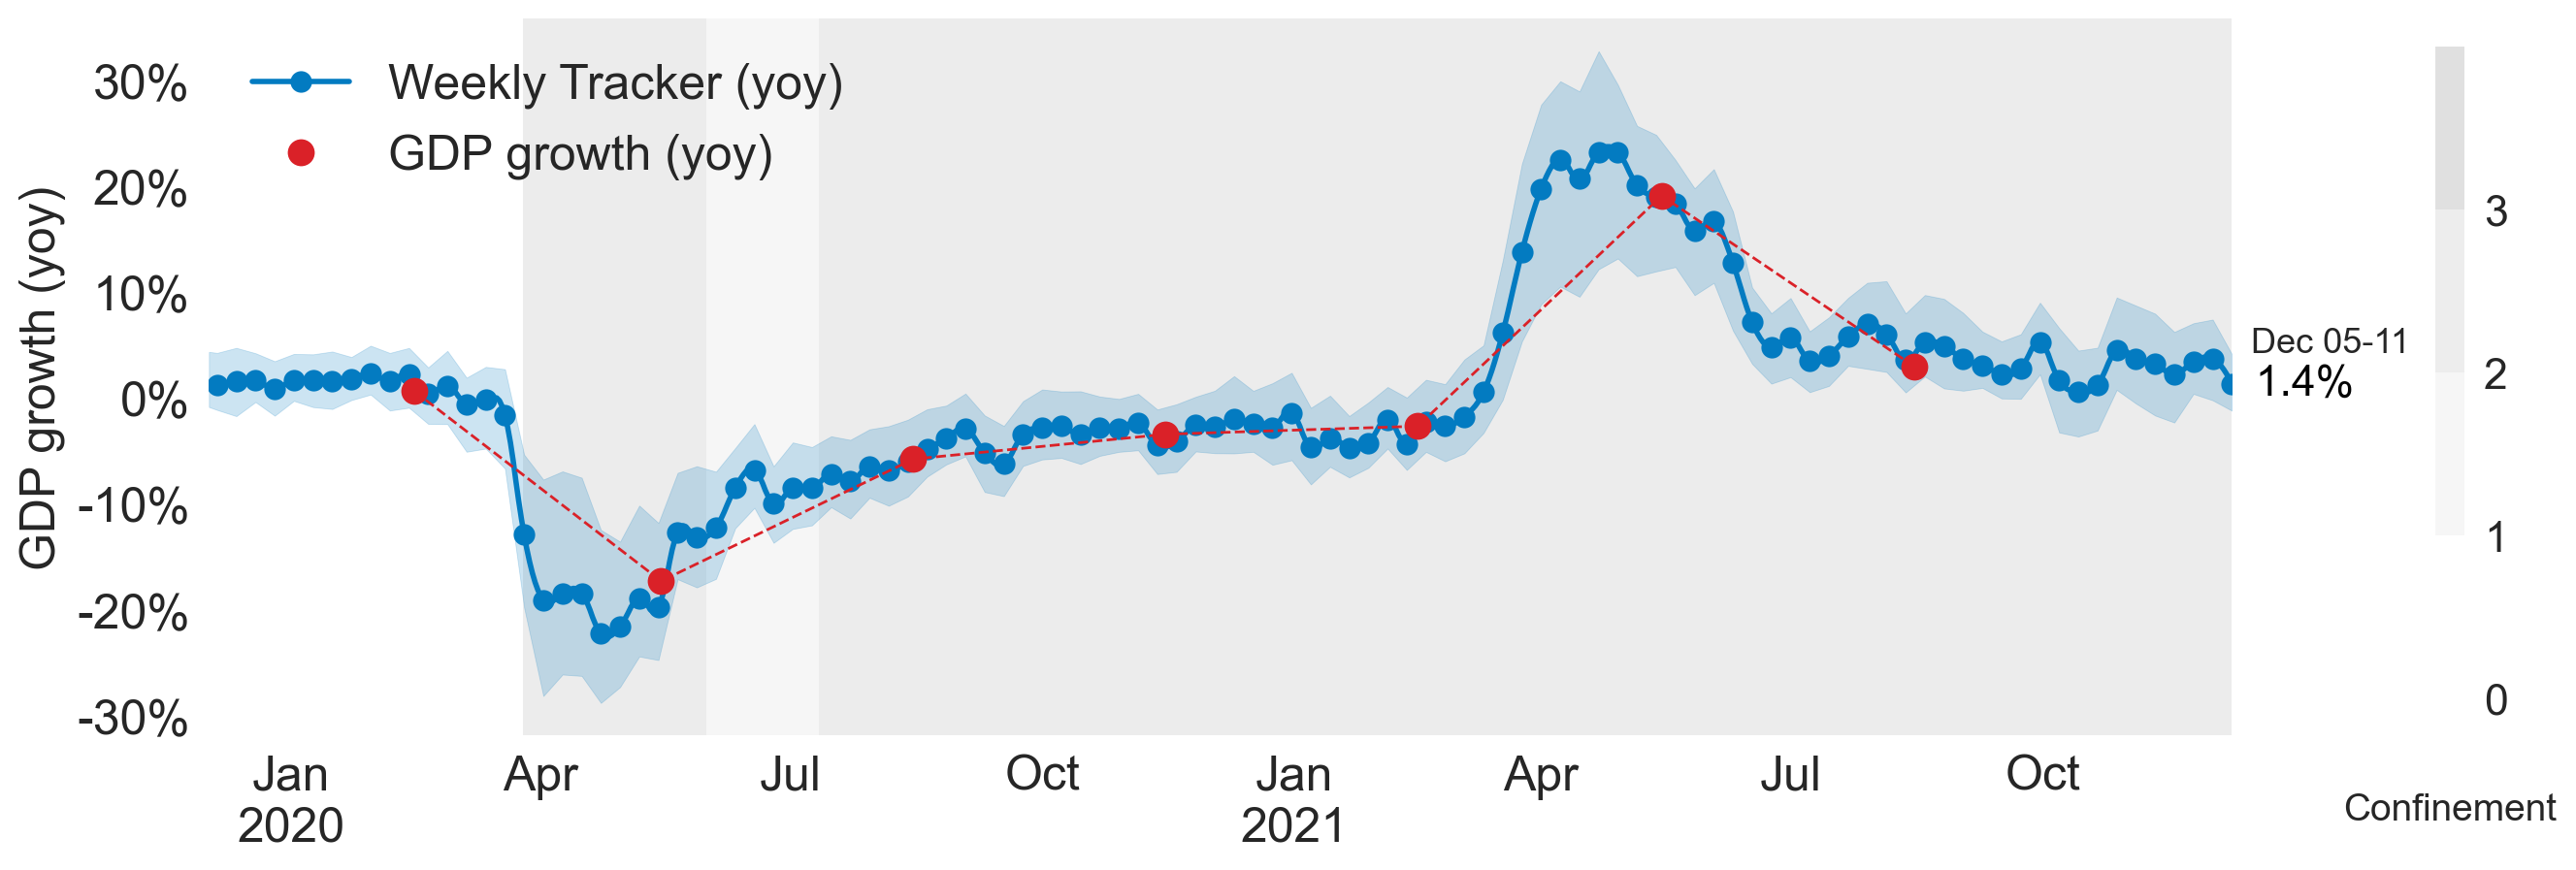 Weekly Tracker (yoy)
GDP growth (yoy)
GDP growth (yoy)
30%
20%
10%
0%
-10%
-20%
-30%
Jan
2020
Apr
Jul
Oct
Jan
2021
Apr
Jul
Oct
Dec 05-11
1.4%
3
2
1
0
Confinement